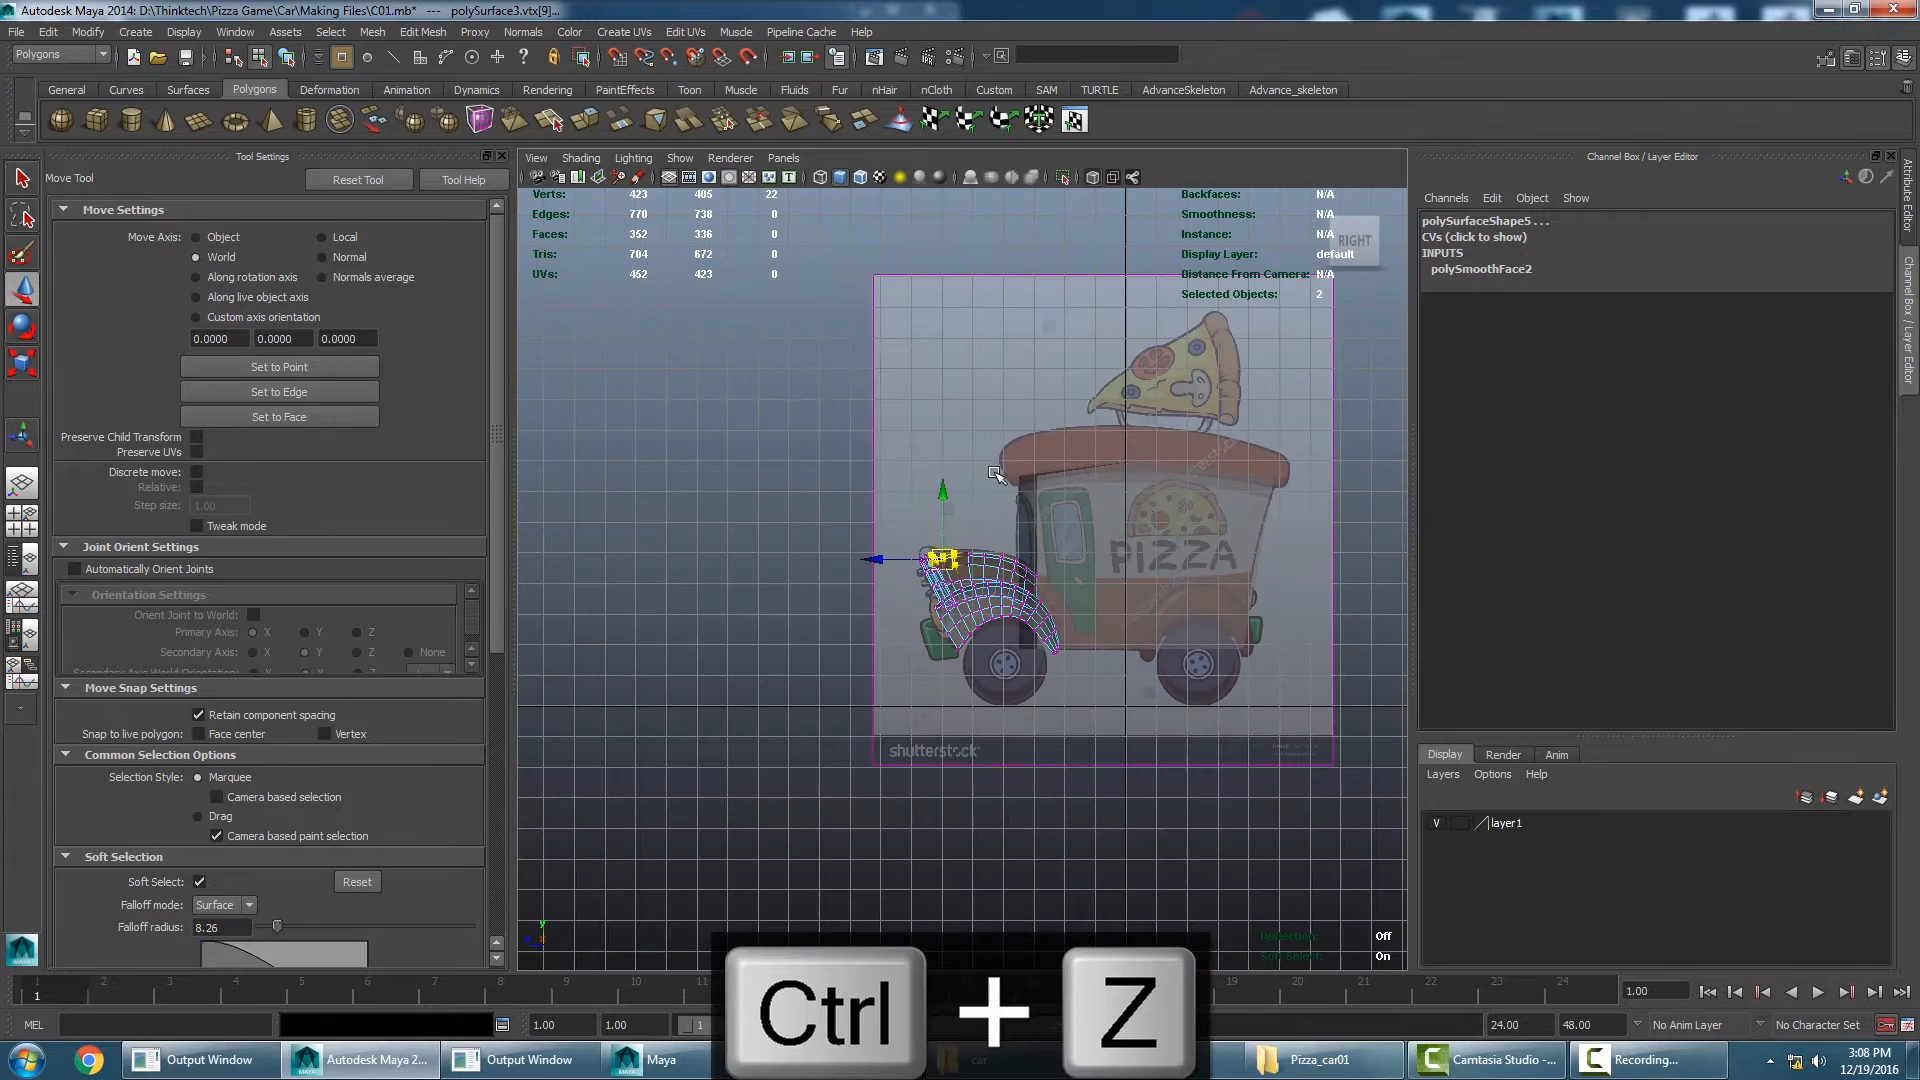 Autodesk Maya 2014: D:\Thinktech\Pizza Game\Car\Making Files\C01.mb* --- polySurface3.vtx[9]...
File Edit Modify Create Display Window Assets Select Mesh Edit Mesh Proxy Normals Color Create UVs Edit UVs Muscle Pipeline Cache Help
Polygons
General Curves Surfaces Polygons Deformation Animation Dynamics Rendering PaintEffects Toon Muscle Fluids Fur nHair nCloth Custom SAM TURTLE AdvanceSkeleton Advance_skeleton
Tool Settings
Move Tool Reset Tool Tool Help
Move Settings
Move Axis: Object Local
World Normal
Along rotation axis Normals average
Along live object axis
Custom axis orientation
0.0000 0.0000 0.0000
Set to Point
Set to Edge
Set to Face
Preserve Child Transform
Preserve UVs
Discrete move:
Relative:
Step size: 1.00
Tweak mode
Joint Orient Settings
Automatically Orient Joints
Orientation Settings
Orient Joint to World:
Primary Axis: X Y Z
Secondary Axis: X Y Z None
Secondary Axis World Orientation:
Move Snap Settings
Retain component spacing
Snap to live polygon: Face center Vertex
Common Selection Options
Selection Style: Marquee
Camera based selection
Drag
Camera based paint selection
Soft Selection
Soft Select: Reset
Falloff mode: Surface
Falloff radius: 8.26
View Shading Lighting Show Renderer Panels
Verts: 423 405 22
Edges: 770 738 0
Faces: 352 336 0
Tris: 704 672 0
UVs: 452 423 0
Backfaces: N/A
Smoothness: N/A
Instance: N/A
Display Layer: default
Distance From Camera: N/A
Selected Objects: 2
RIGHT
PIZZA
shutterstock
Reflection: Off
Soft Select: On
Channel Box / Layer Editor
Channels Edit Object Show
polySurfaceShape5 ...
CVs (click to show)
INPUTS
polySmoothFace2
Display Render Anim
Layers Options Help
V layer1
Attribute Editor
Channel Box / Layer Editor
1 2 3 4 5 6 7 8 9 10 11 19 20 21 22 23 24
1
1.00
MEL
1.00 1.00 1 24.00 48.00 No Anim Layer No Character Set
Ctrl + Z
Output Window Autodesk Maya 2... Output Window Maya car Pizza_car01 Camtasia Studio -... Recording...
3:08 PM
12/19/2016